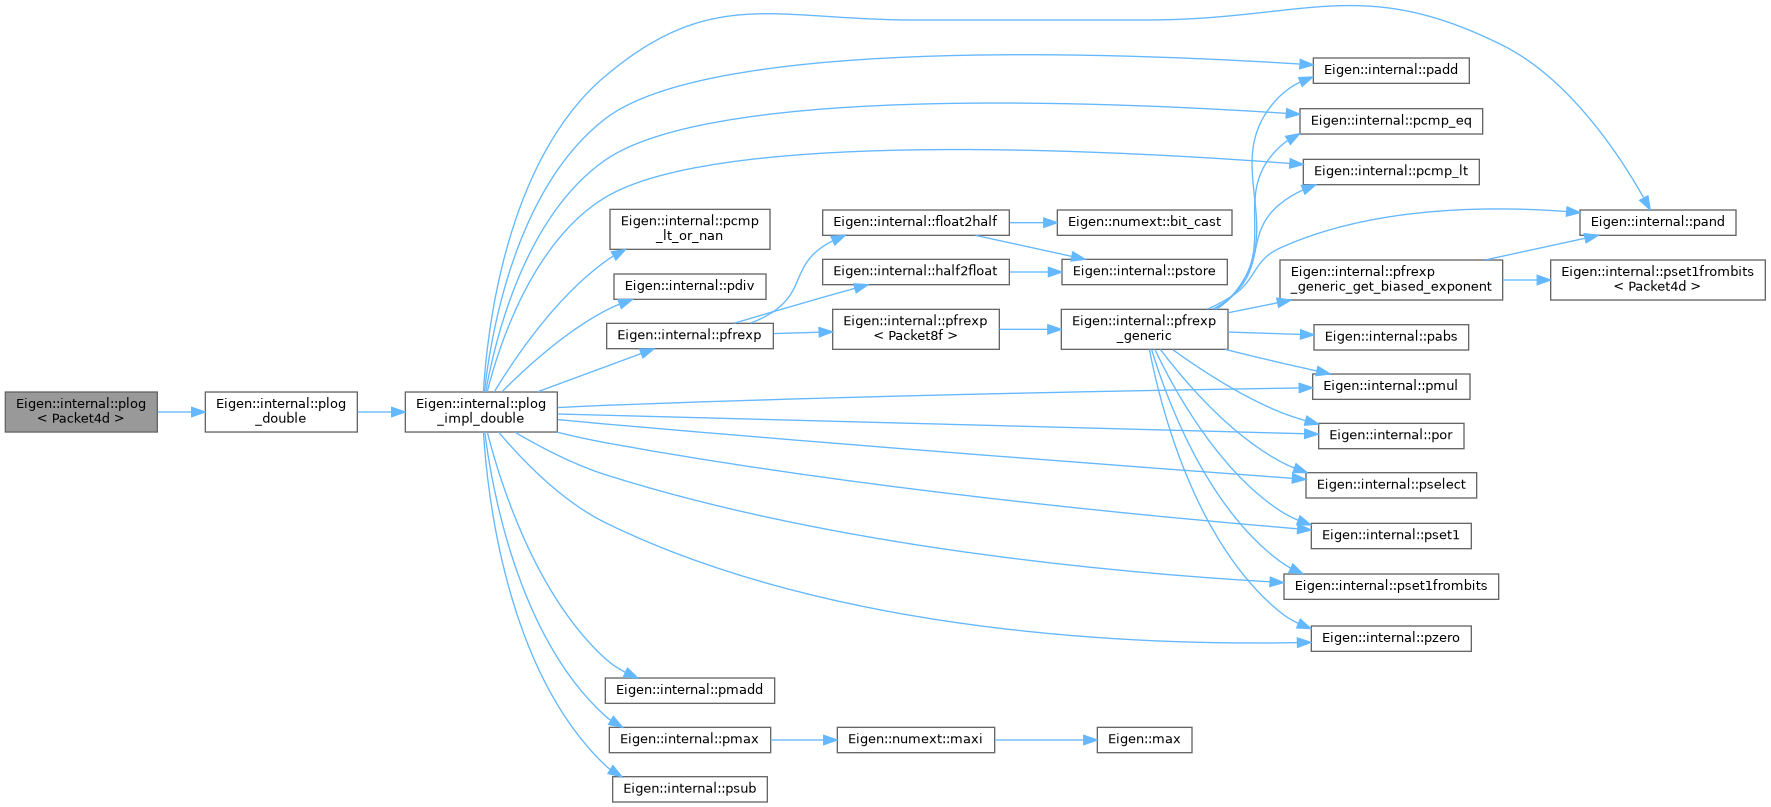 Eigen::internal::plog
< Packet4d >
Eigen::internal::plog
_double
Eigen::internal::plog
_impl_double
Eigen::internal::pcmp
_lt_or_nan
Eigen::internal::pdiv
Eigen::internal::pfrexp
Eigen::internal::pmadd
Eigen::internal::pmax
Eigen::internal::psub
Eigen::internal::float2half
Eigen::internal::half2float
Eigen::internal::pfrexp
< Packet8f >
Eigen::numext::maxi
Eigen::numext::bit_cast
Eigen::internal::pstore
Eigen::internal::pfrexp
_generic
Eigen::max
Eigen::internal::padd
Eigen::internal::pcmp_eq
Eigen::internal::pcmp_lt
Eigen::internal::pfrexp
_generic_get_biased_exponent
Eigen::internal::pabs
Eigen::internal::pmul
Eigen::internal::por
Eigen::internal::pselect
Eigen::internal::pset1
Eigen::internal::pset1frombits
Eigen::internal::pzero
Eigen::internal::pand
Eigen::internal::pset1frombits
< Packet4d >